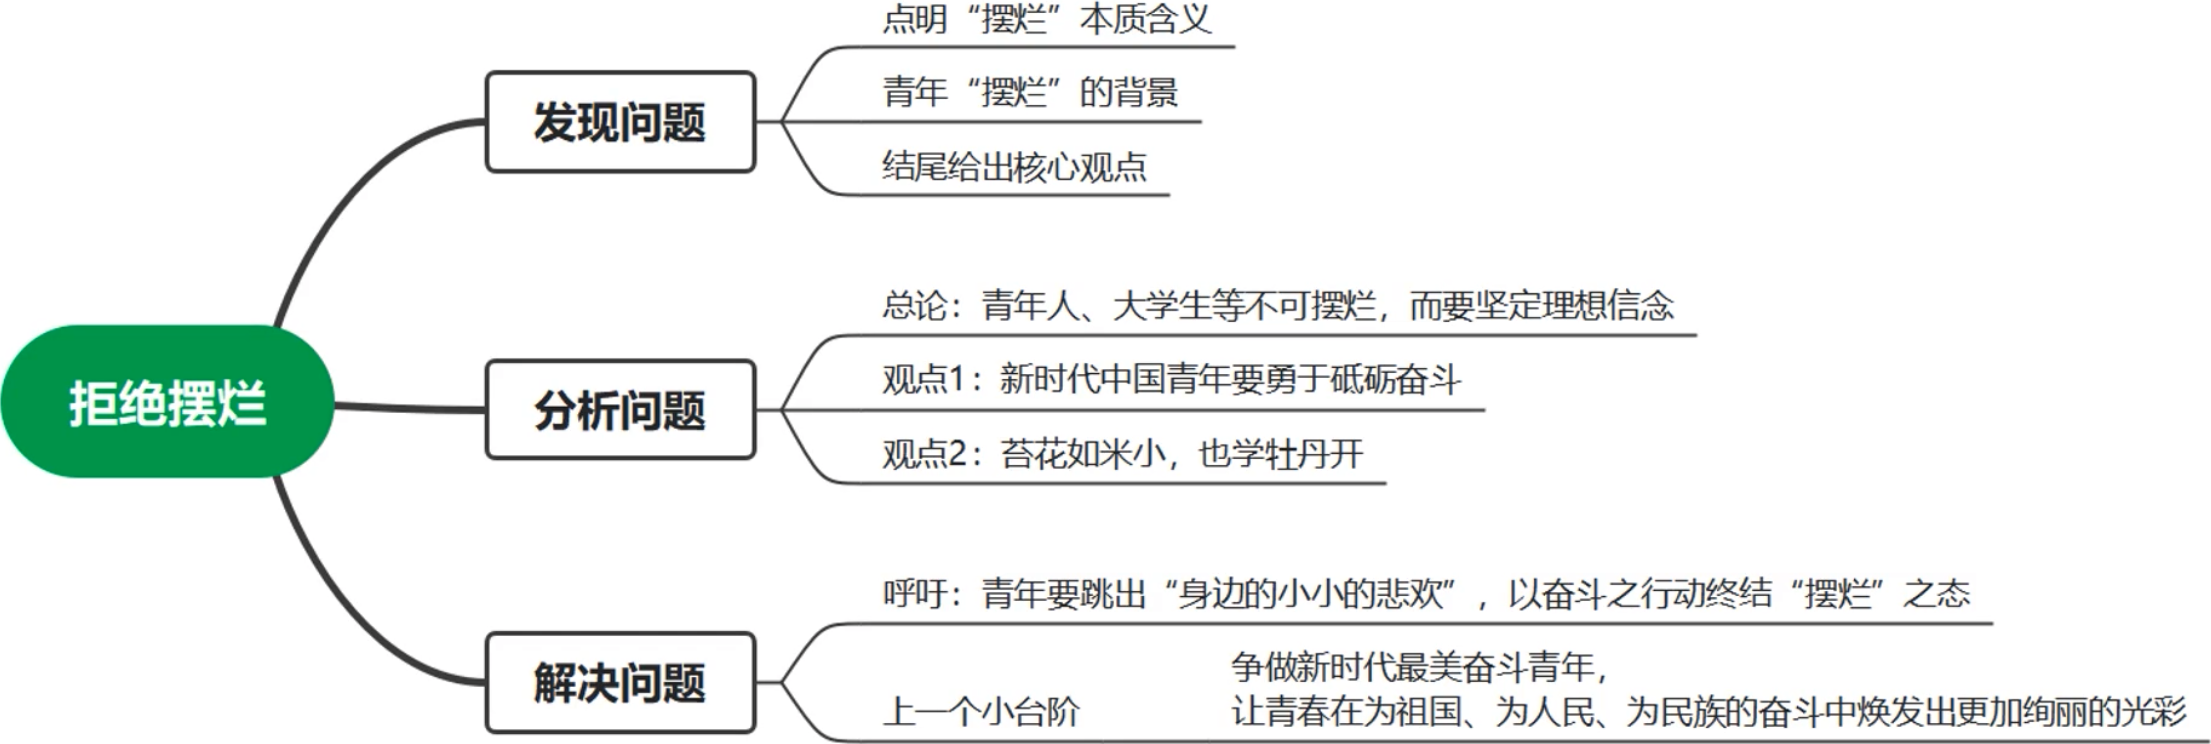 点明“摆烂”本质含义
青年“摆烂”的背景
发现问题
结尾给出核心观点
总论：青年人、大学生等不可摆烂，而要坚定理想信念
观点1：新时代中国青年要勇于砥砺奋斗
拒绝摆烂
分析问题
观点2：苔花如米小，也学牡丹开
呼吁：青年要跳出“身边的小小的悲欢”，以奋斗之行动终结“摆烂”之态
解决问题
争做新时代最美奋斗青年，
上一个小台阶
让青春在为祖国、为人民、为民族的奋斗中焕发出更加绚丽的光彩